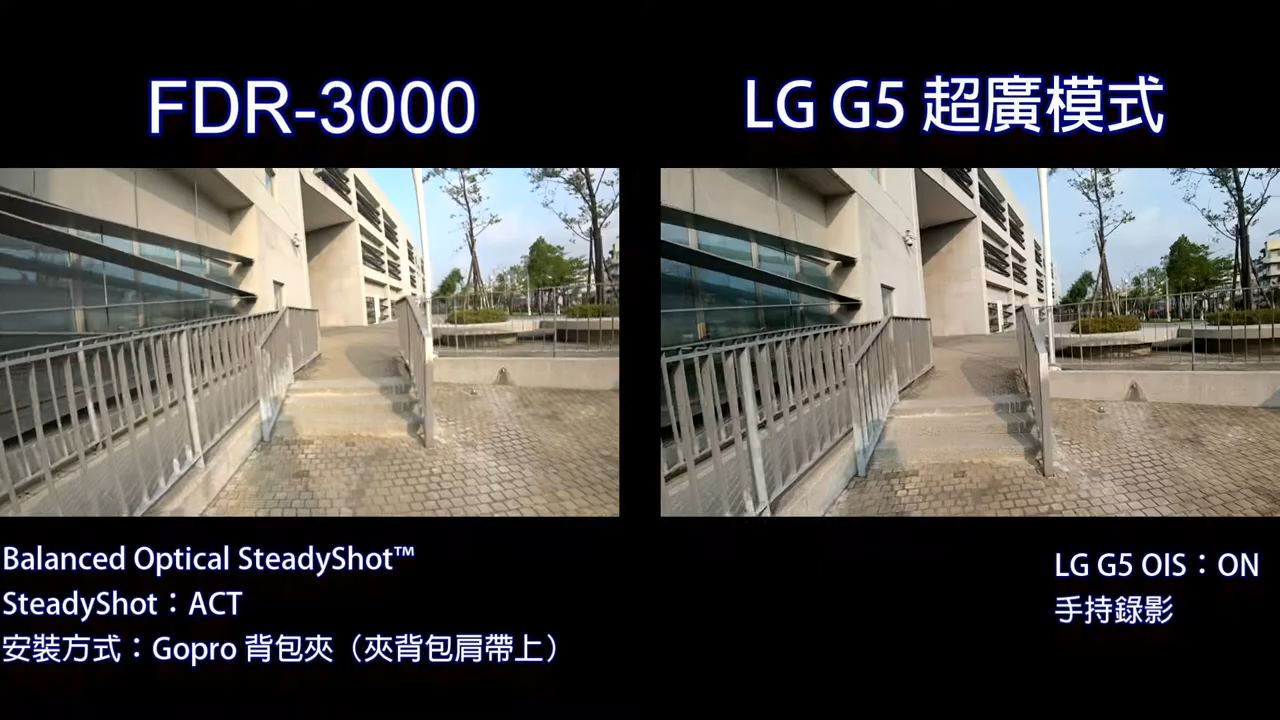 FDR-3000
LG G5 超廣模式
Balanced Optical SteadyShot™
SteadyShot：ACT
安裝方式：Gopro 背包夾（夾背包肩帶上）
LG G5 OIS：ON
手持錄影